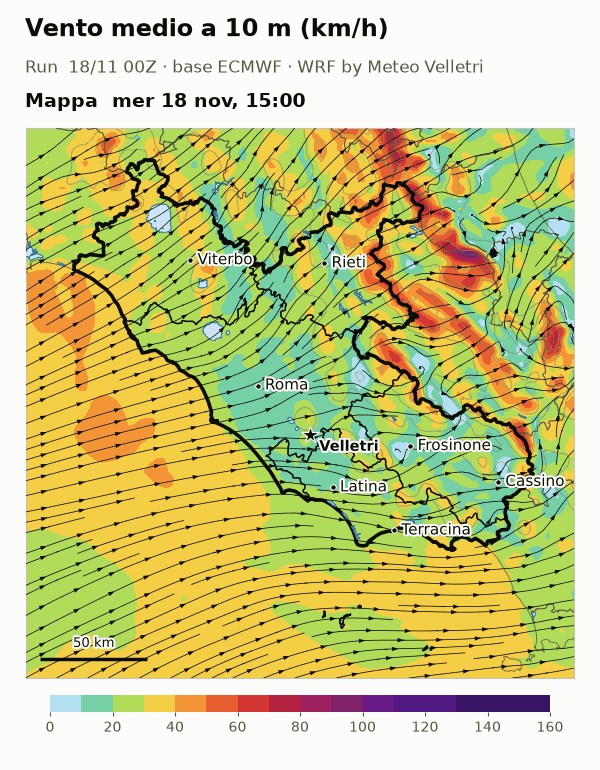 Vento medio a 10 m (km/h)
Run 18/11 00Z · base ECMWF · WRF by Meteo Velletri
Mappa mer 18 nov, 15:00
Viterbo
Rieti
Roma
Velletri
Frosinone
Latina
Cassino
Terracina
50 km
0 20 40 60 80 100 120 140 160